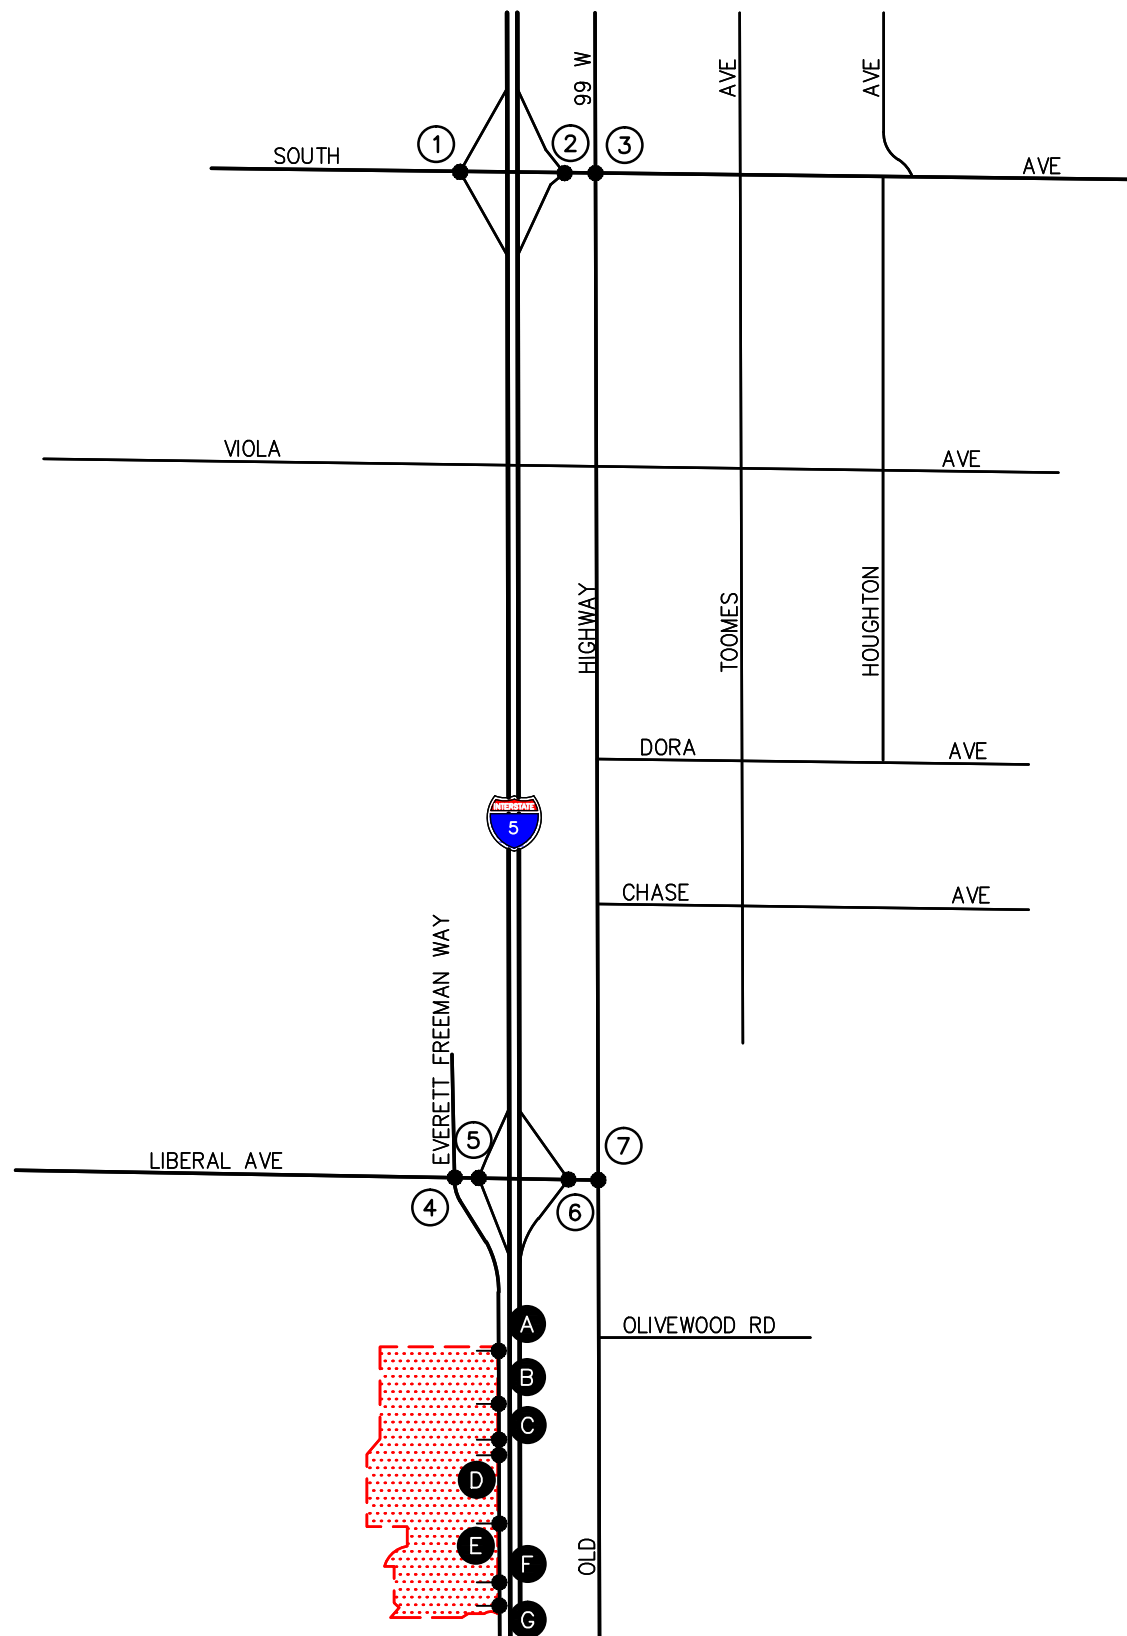 99 W
AVE
AVE
1
2
3
SOUTH
AVE
VIOLA
AVE
HIGHWAY
TOOMES
HOUGHTON
DORA
AVE
INTERSTATE
5
CHASE
AVE
EVERETT FREEMAN WAY
5
7
LIBERAL AVE
4
6
A
OLIVEWOOD RD
B
C
D
E
F
OLD
G